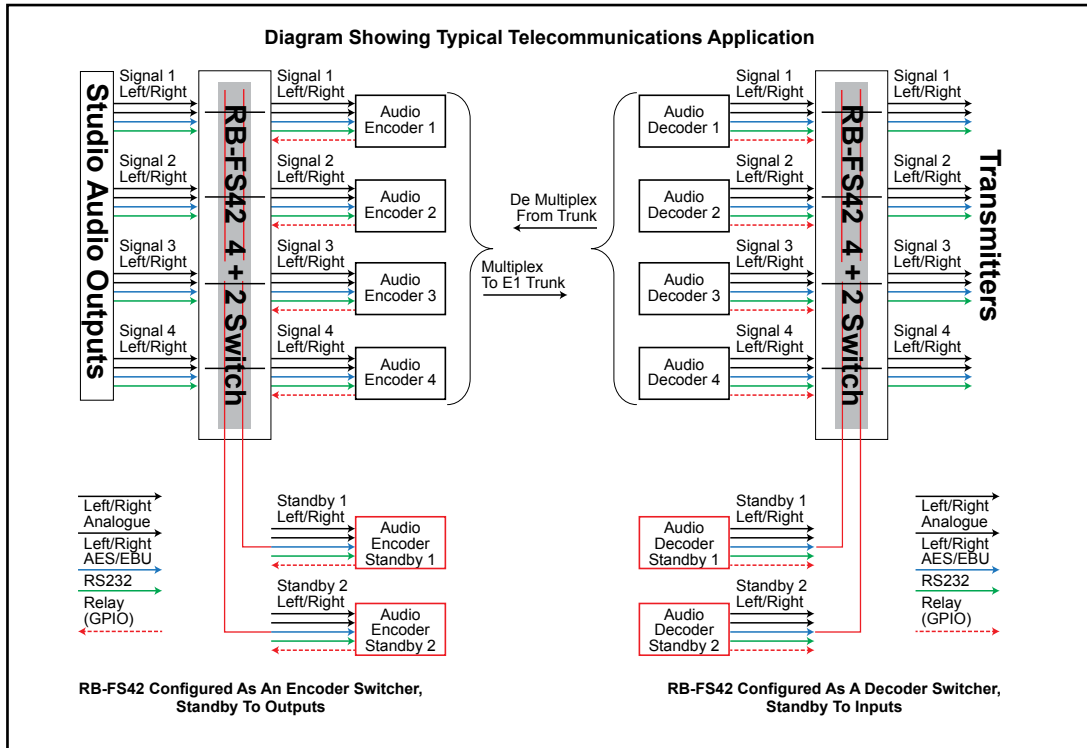 Diagram Showing Typical Telecommunications Application
Studio Audio Outputs
Signal 1
Left/Right
Signal 2
Left/Right
Signal 3
Left/Right
Signal 4
Left/Right
RB-FS42 4 + 2 Switch
Signal 1
Left/Right
Signal 2
Left/Right
Signal 3
Left/Right
Signal 4
Left/Right
Audio
Encoder 1
Audio
Encoder 2
Audio
Encoder 3
Audio
Encoder 4
De Multiplex
From Trunk
Multiplex
To E1 Trunk
Audio
Decoder 1
Audio
Decoder 2
Audio
Decoder 3
Audio
Decoder 4
Signal 1
Left/Right
Signal 2
Left/Right
Signal 3
Left/Right
Signal 4
Left/Right
RB-FS42 4 + 2 Switch
Signal 1
Left/Right
Signal 2
Left/Right
Signal 3
Left/Right
Signal 4
Left/Right
Transmitters
Left/Right
Analogue
Left/Right
AES/EBU
RS232
Relay
(GPIO)
Standby 1
Left/Right
Audio
Encoder
Standby 1
Standby 2
Left/Right
Audio
Encoder
Standby 2
Audio
Decoder
Standby 1
Standby 1
Left/Right
Audio
Decoder
Standby 2
Standby 2
Left/Right
Left/Right
Analogue
Left/Right
AES/EBU
RS232
Relay
(GPIO)
RB-FS42 Configured As An Encoder Switcher,
Standby To Outputs
RB-FS42 Configured As A Decoder Switcher,
Standby To Inputs